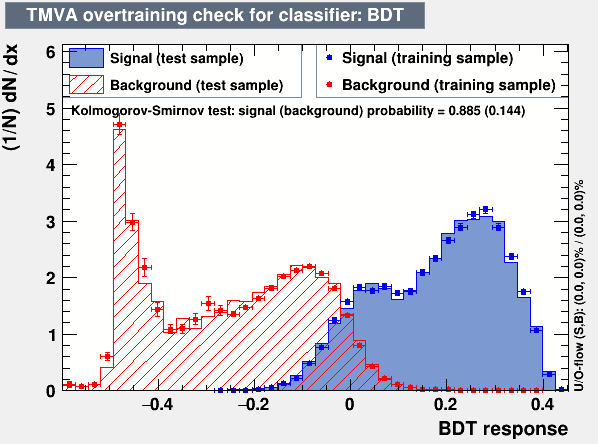 TMVA overtraining check for classifier: BDT
(1/N) dN / dx
6
5
4
3
2
1
0
Signal (test sample)
Background (test sample)
Signal (training sample)
Background (training sample)
Kolmogorov-Smirnov test: signal (background) probability = 0.885 (0.144)
−0.4
−0.2
0
0.2
0.4
BDT response
U/O-flow (S,B): (0.0, 0.0)% / (0.0, 0.0)%